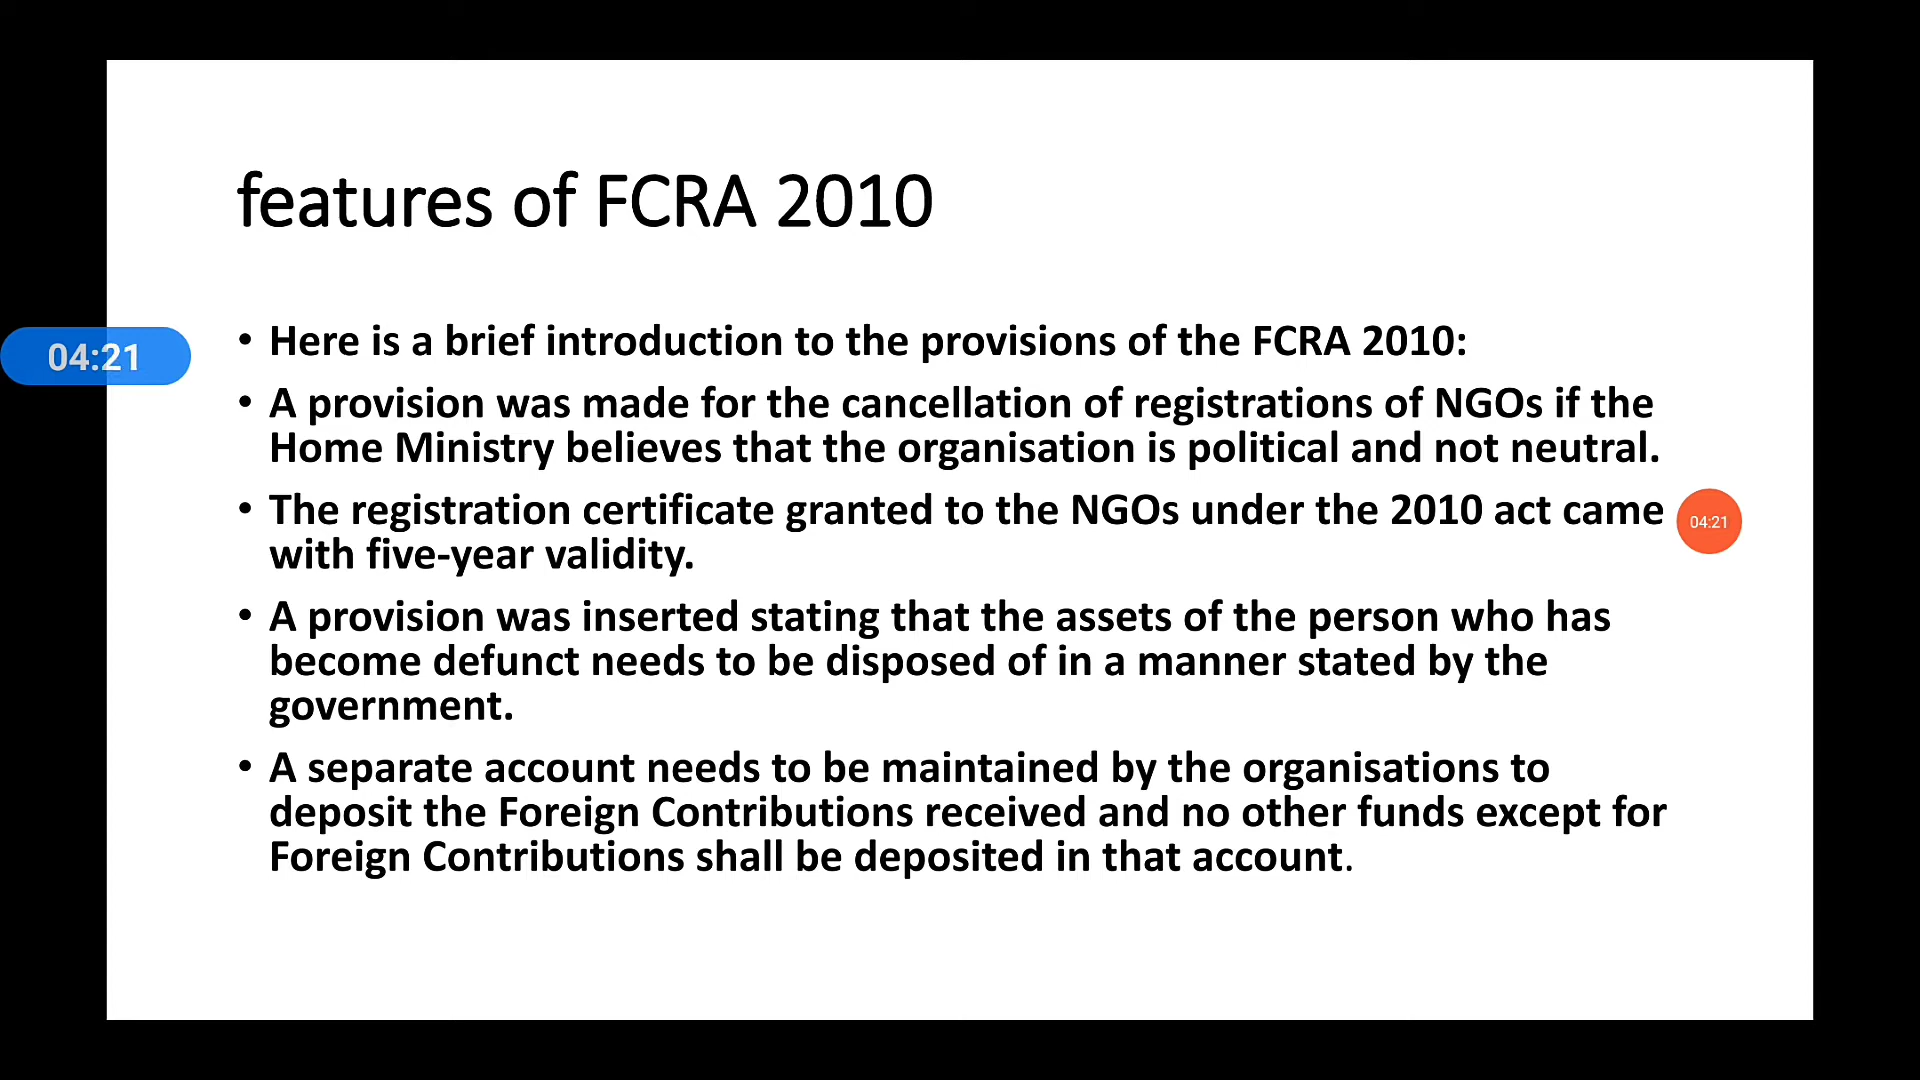 features of FCRA 2010
• Here is a brief introduction to the provisions of the FCRA 2010:
04:21
• A provision was made for the cancellation of registrations of NGOs if the
Home Ministry believes that the organisation is political and not neutral.
• The registration certificate granted to the NGOs under the 2010 act came
04:21
with five-year validity.
• A provision was inserted stating that the assets of the person who has
become defunct needs to be disposed of in a manner stated by the
government.
• A separate account needs to be maintained by the organisations to
deposit the Foreign Contributions received and no other funds except for
Foreign Contributions shall be deposited in that account.